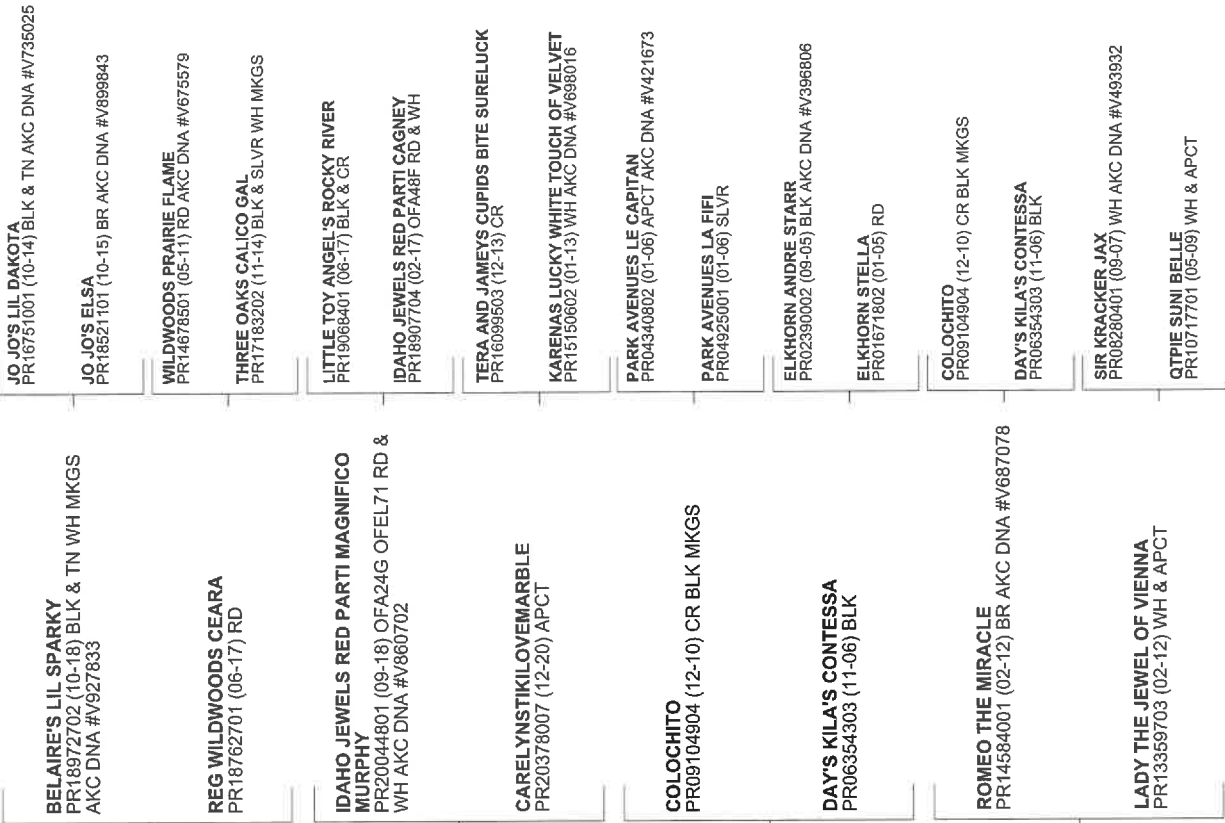 BELAIRE'S LIL SPARKY
PR18972702 (10-18) BLK & TN WH MKGS
AKC DNA #V927833
REG WILDWOODS CEARA
PR18762701 (06-17) RD
IDAHO JEWELS RED PARTI MAGNIFICO
MURPHY
PR20044801 (09-18) OFA24G OFEL71 RD &
WH AKC DNA #V860702
CARELYNSTIKILOVEMARBLE
PR20378007 (12-20) APCT
COLOCHITO
PR09104904 (12-10) CR BLK MKGS
DAY'S KILA'S CONTESSA
PR06354303 (11-06) BLK
ROMEO THE MIRACLE
PR14584001 (02-12) BR AKC DNA #V687078
LADY THE JEWEL OF VIENNA
PR13359703 (02-12) WH & APCT
JO JO'S LIL DAKOTA
PR16751001 (10-14) BLK & TN AKC DNA #V735025
JO JO'S ELSA
PR18521101 (10-15) BR AKC DNA #V899843
WILDWOODS PRAIRIE FLAME
PR14678501 (05-11) RD AKC DNA #V675579
THREE OAKS CALICO GAL
PR17183202 (11-14) BLK & SLVR WH MKGS
LITTLE TOY ANGEL'S ROCKY RIVER
PR19068401 (06-17) BLK & CR
IDAHO JEWELS RED PARTI CAGNEY
PR18907704 (02-17) OFA48F RD & WH
TERA AND JAMEYS CUPIDS BITE SURELUCK
PR16099503 (12-13) CR
KARENAS LUCKY WHITE TOUCH OF VELVET
PR15150602 (01-13) WH AKC DNA #V698016
PARK AVENUES LE CAPITAN
PR04340802 (01-06) APCT AKC DNA #V421673
PARK AVENUES LA FIFI
PR04925001 (01-06) SLVR
ELKHORN ANDRE STARR
PR02390002 (09-05) BLK AKC DNA #V396806
ELKHORN STELLA
PR01671802 (01-05) RD
COLOCHITO
PR09104904 (12-10) CR BLK MKGS
DAY'S KILA'S CONTESSA
PR06354303 (11-06) BLK
SIR KRACKER JAX
PR08280401 (09-07) WH AKC DNA #V493932
QTPIE SUNI BELLE
PR10717701 (05-09) WH & APCT